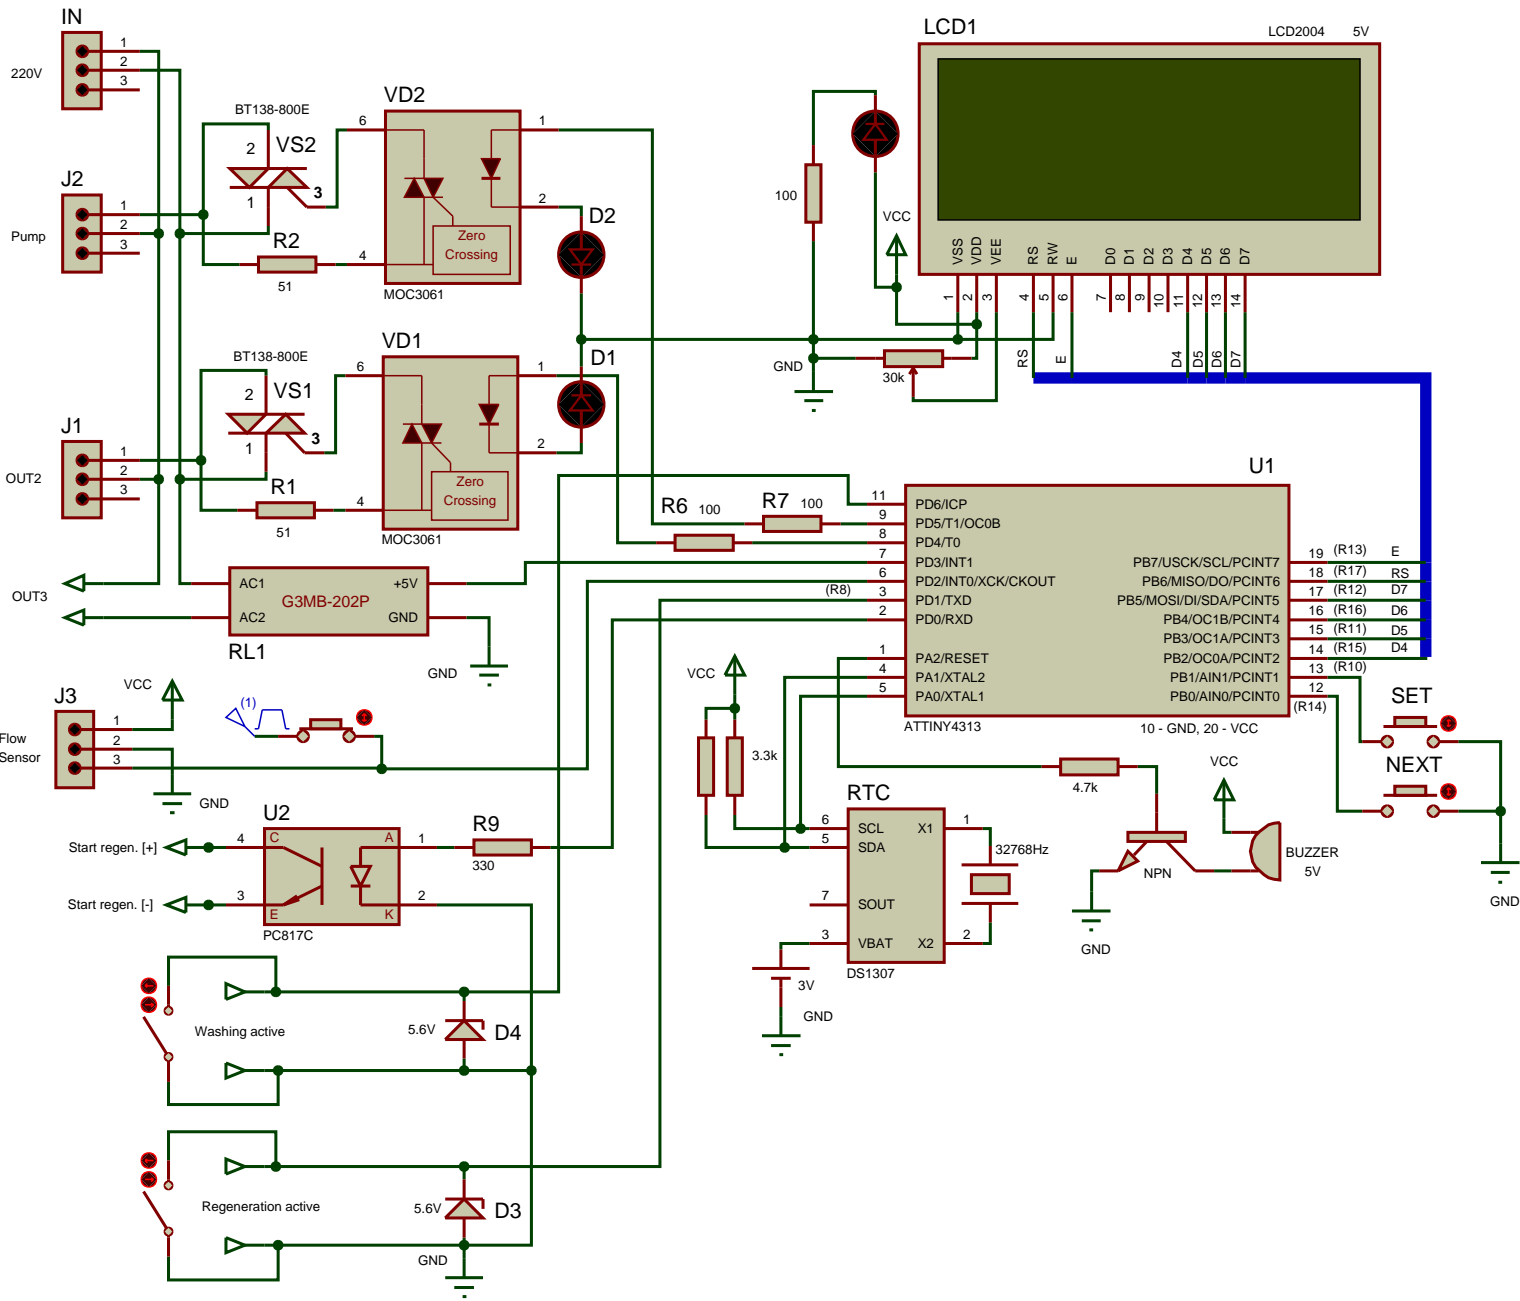 IN
220V
1
2
3
J2
Pump
1
2
3
BT138-800E
VS2
2
1
3
R2
51
VD2
6
4
1
2
Zero
Crossing
MOC3061
D2
J1
OUT2
1
2
3
BT138-800E
VS1
2
1
3
R1
51
VD1
6
4
1
2
Zero
Crossing
MOC3061
D1
OUT3
AC1
AC2
+5V
GND
G3MB-202P
RL1
GND
LCD1
LCD2004
5V
VSS
VDD
VEE
RS
RW
E
D0
D1
D2
D3
D4
D5
D6
D7
1
2
3
4
5
6
7
8
9
10
11
12
13
14
RS
E
D4
D5
D6
D7
100
VCC
GND
30k
R6
100
R7
100
U1
11
9
8
7
6
3
2
1
4
5
(R8)
PD6/ICP
PD5/T1/OC0B
PD4/T0
PD3/INT1
PD2/INT0/XCK/CKOUT
PD1/TXD
PD0/RXD
PA2/RESET
PA1/XTAL2
PA0/XTAL1
PB7/USCK/SCL/PCINT7
PB6/MISO/DO/PCINT6
PB5/MOSI/DI/SDA/PCINT5
PB4/OC1B/PCINT4
PB3/OC1A/PCINT3
PB2/OC0A/PCINT2
PB1/AIN1/PCINT1
PB0/AIN0/PCINT0
19 (R13) E
18 (R17) RS
17 (R12) D7
16 (R16) D6
15 (R11) D5
14 (R15) D4
13 (R10)
12
(R14)
ATTINY4313
10 - GND, 20 - VCC
SET
NEXT
GND
J3
Flow
Sensor
1
2
3
VCC
GND
(1)
U2
Start regen. [+]
Start regen. [-]
4
3
C
E
A
K
1
2
PC817C
R9
330
VCC
3.3k
RTC
6
5
7
3
SCL
SDA
SOUT
VBAT
X1
X2
1
2
DS1307
32768Hz
3V
GND
4.7k
NPN
GND
VCC
BUZZER
5V
Washing active
5.6V
D4
Regeneration active
5.6V
D3
GND